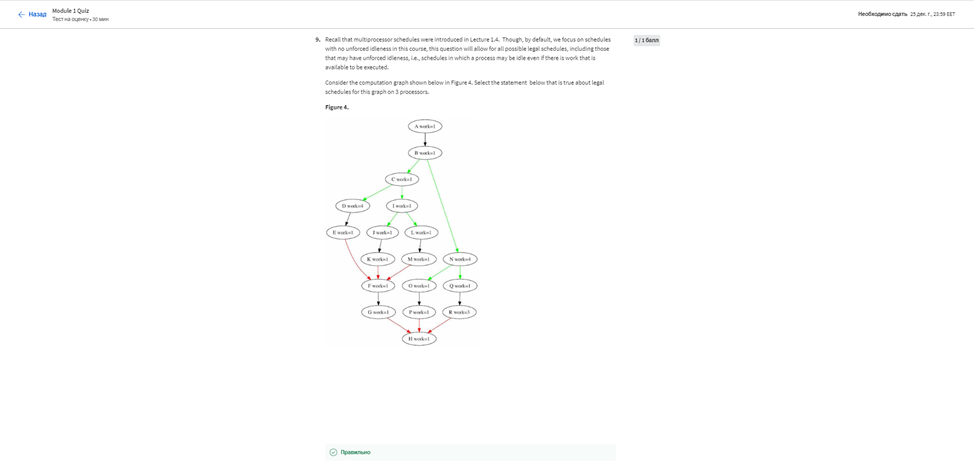 Назад
Module 1 Quiz
Тест на оценку • 30 мин
Необходимо сдать 25 дек. г., 23:59 EET
9. Recall that multiprocessor schedules were introduced in Lecture 1.4. Though, by default, we focus on schedules
with no unforced idleness in this course, this question will allow for all possible legal schedules, including those
that may have unforced idleness, i.e., schedules in which a process may be idle even if there is work that is
available to be executed.
1 / 1 балл
Consider the computation graph shown below in Figure 4. Select the statement below that is true about legal
schedules for this graph on 3 processors.
Figure 4.
A work=1
B work=1
C work=1
D work=4 I work=1
E work=1 J work=1 L work=1
K work=1 M work=1 N work=4
F work=1 O work=1 Q work=1
G work=1 P work=1 R work=3
H work=1
Правильно